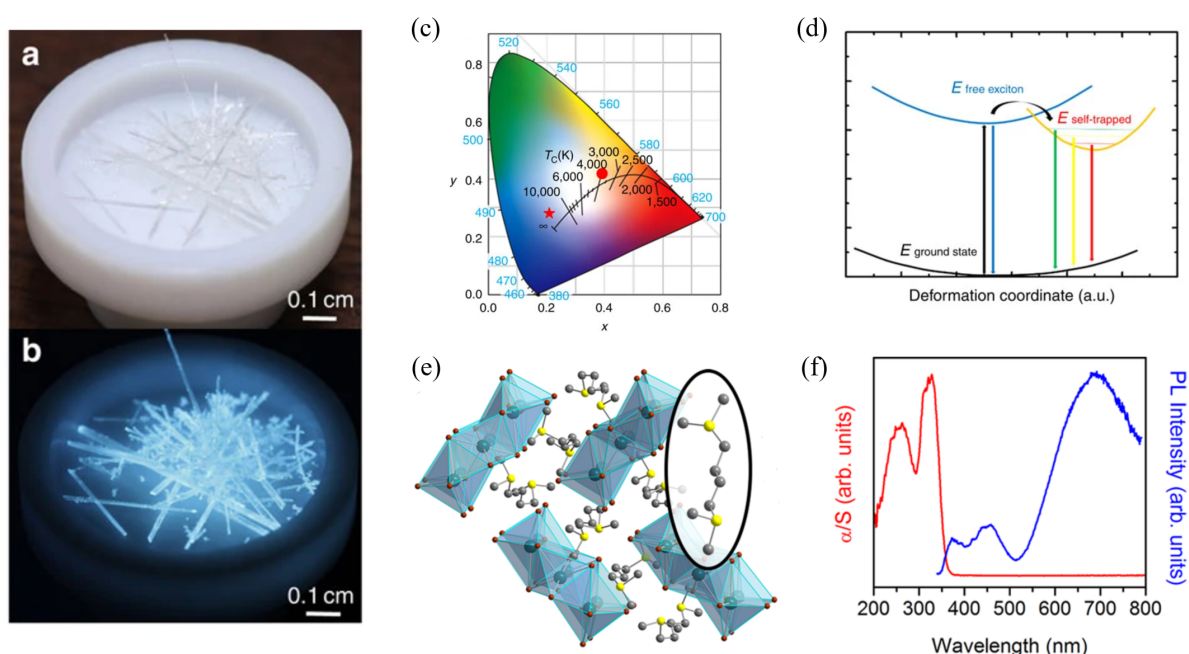 a
0.1 cm
b
0.1 cm
(c)
520
540
560
580
600
620
700
500
490
480
470
460
380
0.8
0.6
0.4
0.2
0.0
y
T_C(K)
3,000
4,000
2,500
6,000
2,000
10,000
1,500
∞
0.0 0.2 0.4 0.6 0.8
x
(d)
E free exciton
E self-trapped
E ground state
Deformation coordinate (a.u.)
(e)
(f)
α/S (arb. units)
PL Intensity (arb. units)
200 300 400 500 600 700 800
Wavelength (nm)